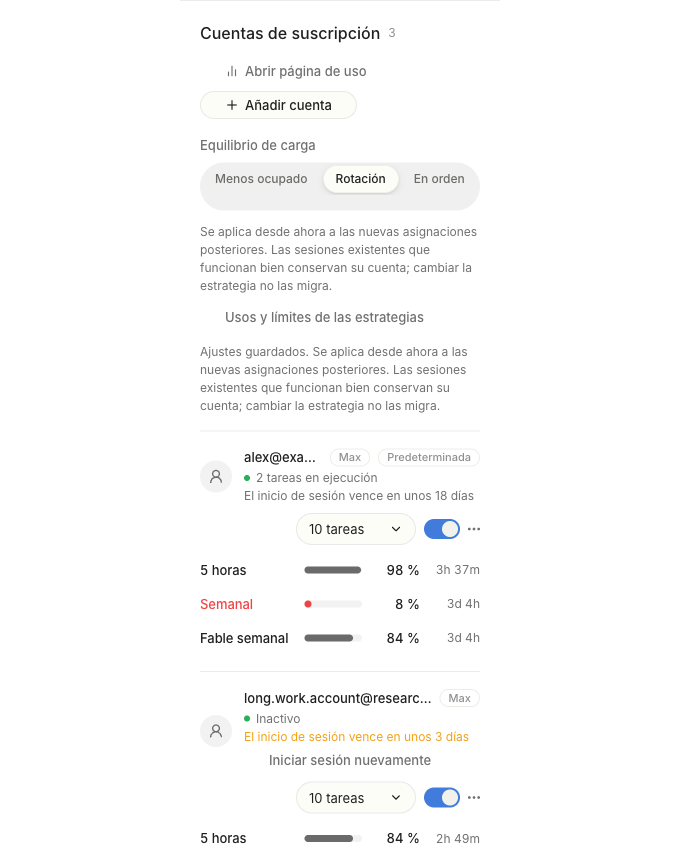 Cuentas de suscripción 3
Abrir página de uso
+ Añadir cuenta
Equilibrio de carga
Menos ocupado Rotación En orden
Se aplica desde ahora a las nuevas asignaciones
posteriores. Las sesiones existentes que
funcionan bien conservan su cuenta; cambiar la
estrategia no las migra.
Usos y límites de las estrategias
Ajustes guardados. Se aplica desde ahora a las
nuevas asignaciones posteriores. Las sesiones
existentes que funcionan bien conservan su
cuenta; cambiar la estrategia no las migra.
alex@exa... Max Predeterminada
2 tareas en ejecución
El inicio de sesión vence en unos 18 días
10 tareas
5 horas 98 % 3h 37m
Semanal 8 % 3d 4h
Fable semanal 84 % 3d 4h
long.work.account@researc... Max
Inactivo
El inicio de sesión vence en unos 3 días
Iniciar sesión nuevamente
10 tareas
5 horas 84 % 2h 49m